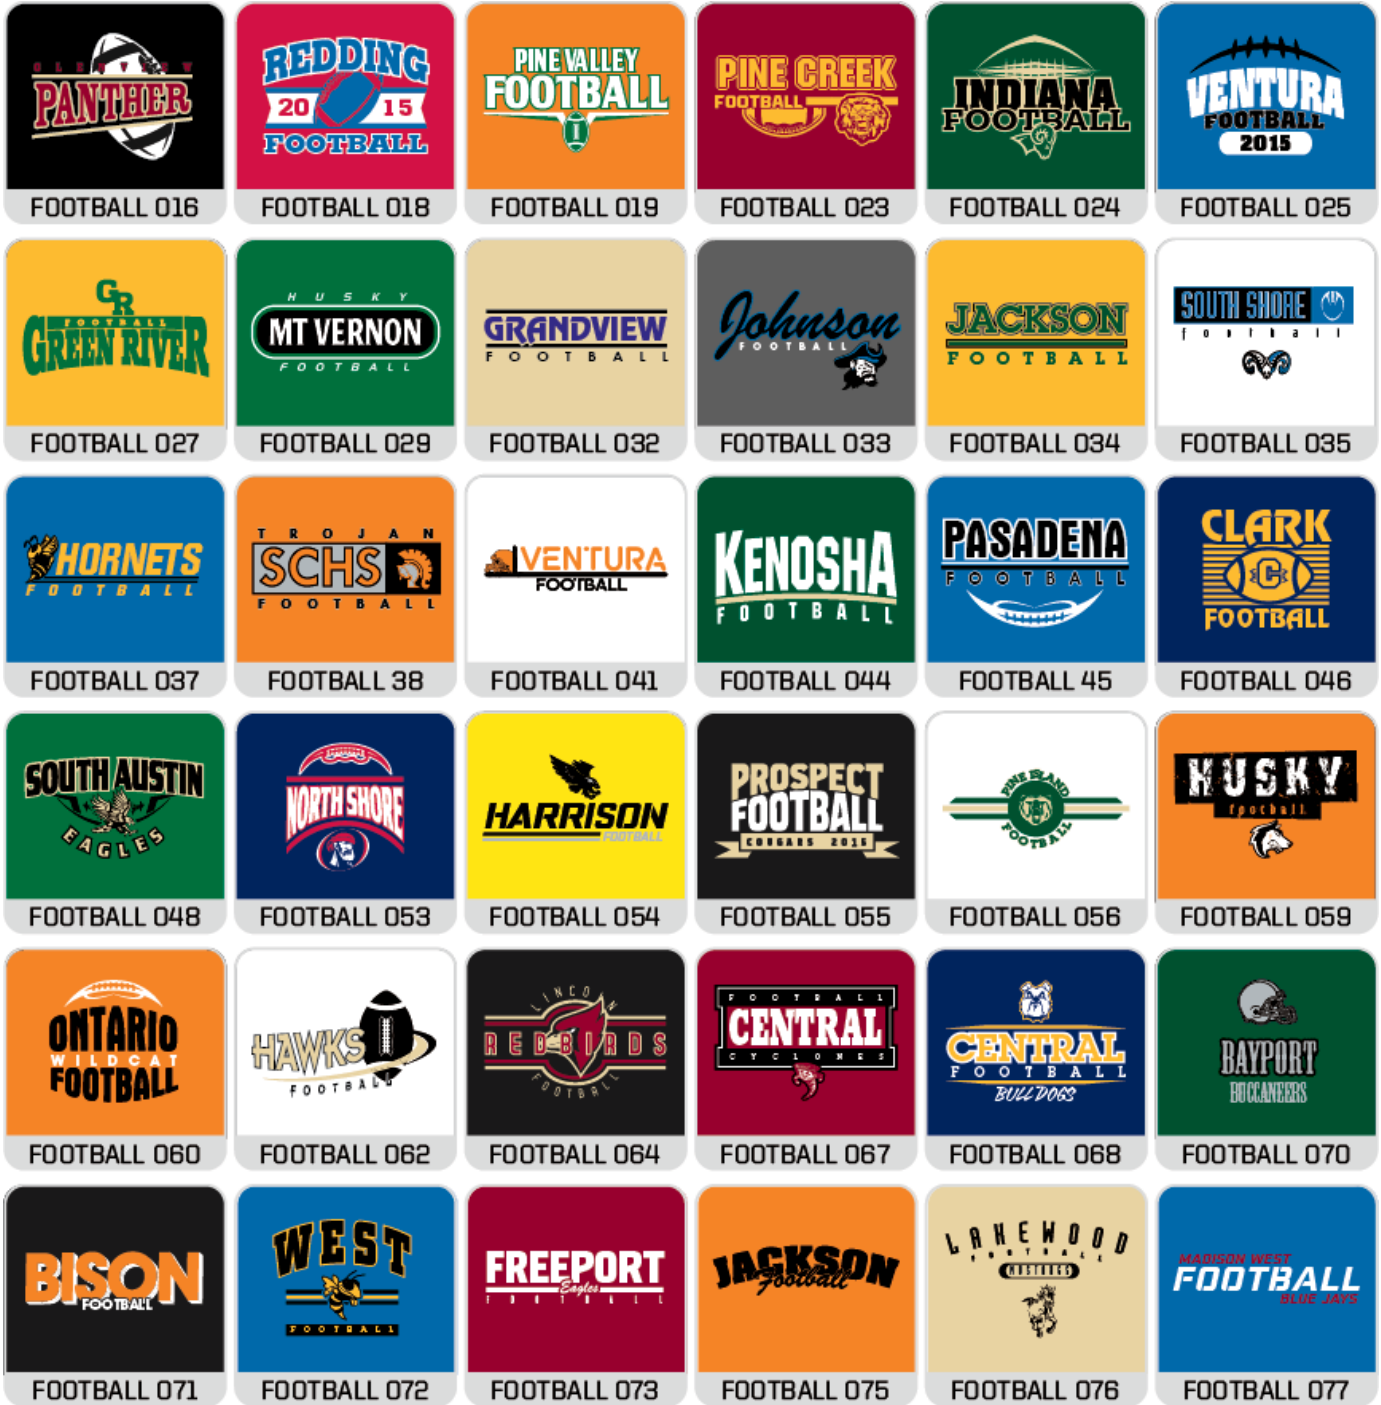 CLEVIEW
PANTHER
FOOTBALL 016
REDDING
20 15
FOOTBALL
FOOTBALL 018
PINE VALLEY
FOOTBALL
I
FOOTBALL 019
PINE CREEK
FOOTBALL
FOOTBALL 023
INDIANA
FOOTBALL
FOOTBALL 024
VENTURA
FOOTBALL
2015
FOOTBALL 025
GR
FOOTBALL
GREEN RIVER
FOOTBALL 027
HUSKY
MT VERNON
FOOTBALL
FOOTBALL 029
GRANDVIEW
FOOTBALL
FOOTBALL 032
Johnson
FOOTBALL
FOOTBALL 033
JACKSON
FOOTBALL
FOOTBALL 034
SOUTH SHORE
football
FOOTBALL 035
HORNETS
FOOTBALL
FOOTBALL 037
TROJAN
SCHS
FOOTBALL
FOOTBALL 38
VENTURA
FOOTBALL
FOOTBALL 041
KENOSHA
FOOTBALL
FOOTBALL 044
PASADENA
FOOTBALL
FOOTBALL 45
CLARK
C
FOOTBALL
FOOTBALL 046
SOUTH AUSTIN
EAGLES
FOOTBALL 048
NORTH SHORE
FOOTBALL 053
HARRISON
FOOTBALL
FOOTBALL 054
PROSPECT
FOOTBALL
COUGARS 2015
FOOTBALL 055
PINE ISLAND
FOOTBALL
FOOTBALL 056
HUSKY
football
FOOTBALL 059
ONTARIO
WILDCAT
FOOTBALL
FOOTBALL 060
HAWKS
FOOTBALL
FOOTBALL 062
LINCOLN
REDBIRDS
FOOTBALL
FOOTBALL 064
FOOTBALL
CENTRAL
CYCLONES
FOOTBALL 067
CENTRAL
FOOTBALL
BULLDOGS
FOOTBALL 068
BAYPORT
BUCCANEERS
FOOTBALL 070
BISON
FOOTBALL
FOOTBALL 071
WEST
FOOTBALL
FOOTBALL 072
FREEPORT
Eagles
FOOTBALL
FOOTBALL 073
JACKSON
Football
FOOTBALL 075
LAKEWOOD
FOOTBALL
MUSTANGS
FOOTBALL 076
MADISON WEST
FOOTBALL
BLUE JAYS
FOOTBALL 077